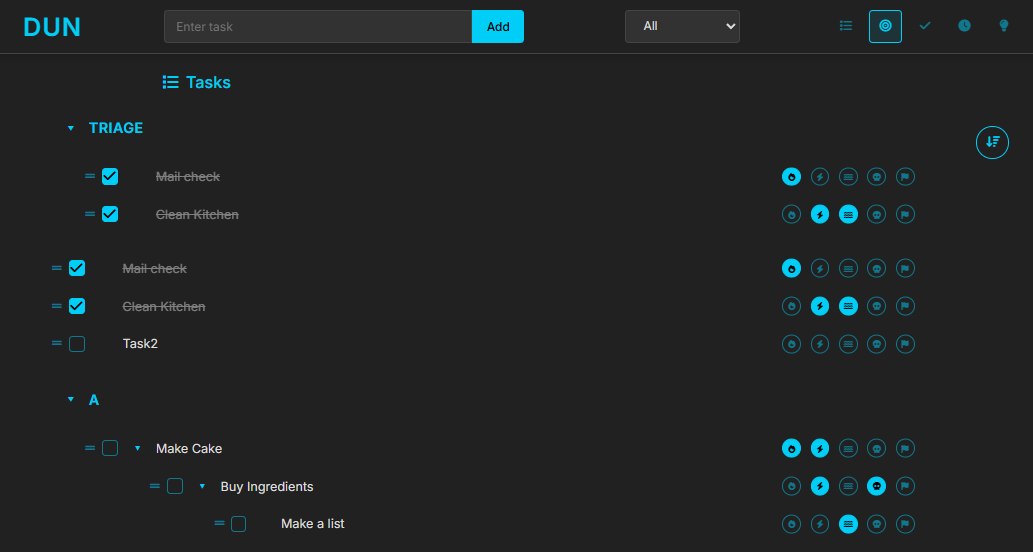 DUN
Enter task
Add
All
Tasks
TRIAGE
Mail check
Clean Kitchen
Mail check
Clean Kitchen
Task2
A
Make Cake
Buy Ingredients
Make a list